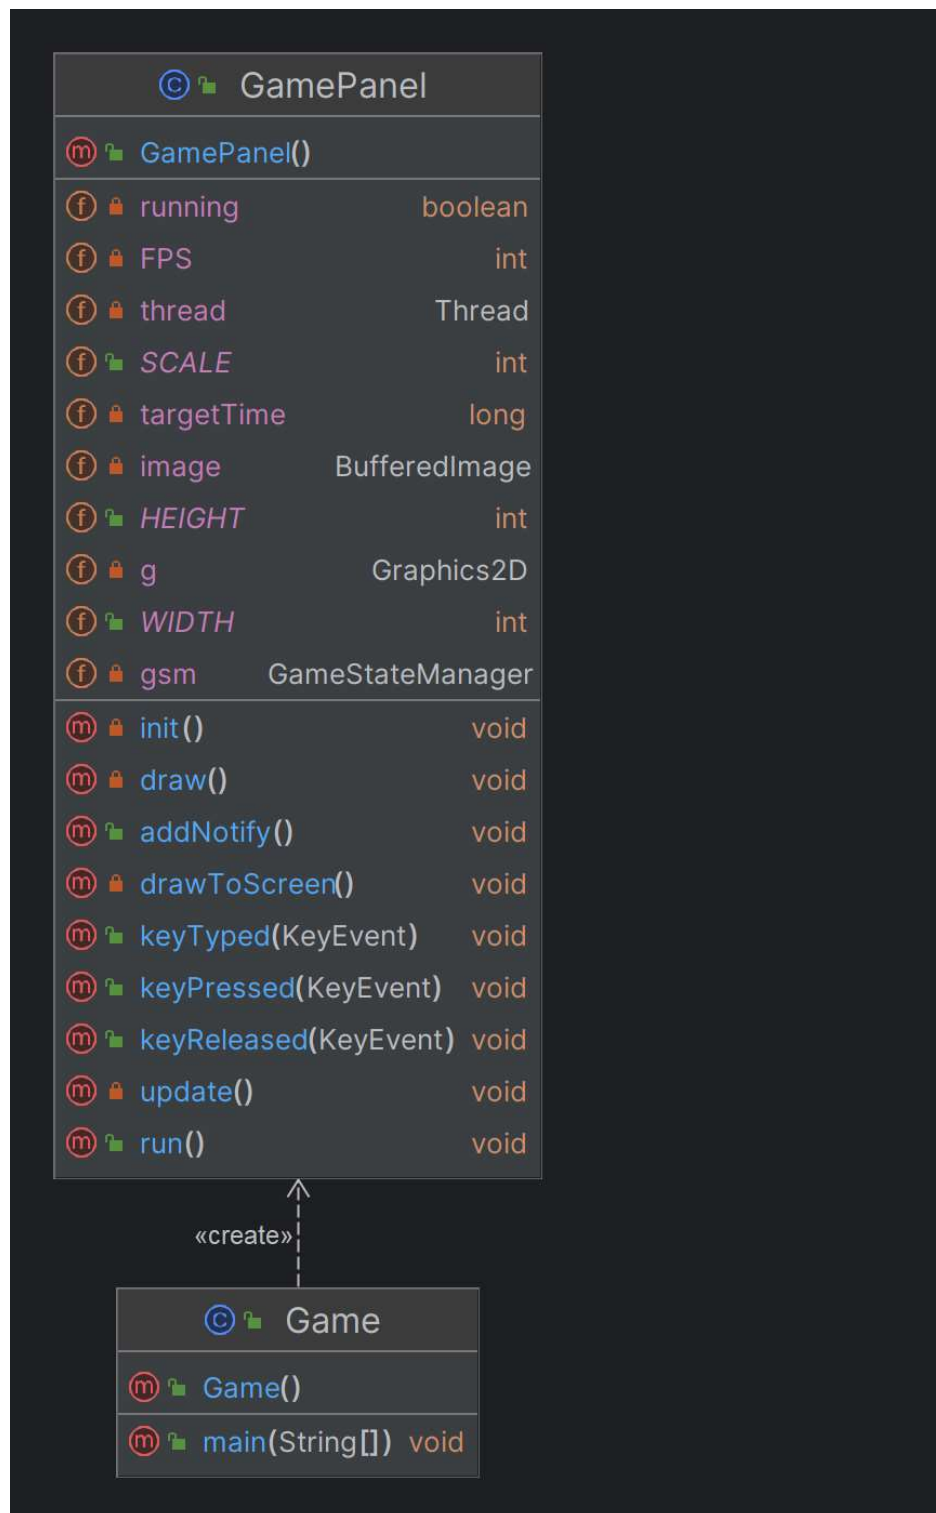 GamePanel
GamePanel()
running boolean
FPS int
thread Thread
SCALE int
targetTime long
image BufferedImage
HEIGHT int
g Graphics2D
WIDTH int
gsm GameStateManager
init() void
draw() void
addNotify() void
drawToScreen() void
keyTyped(KeyEvent) void
keyPressed(KeyEvent) void
keyReleased(KeyEvent) void
update() void
run() void
«create»
Game
Game()
main(String[]) void